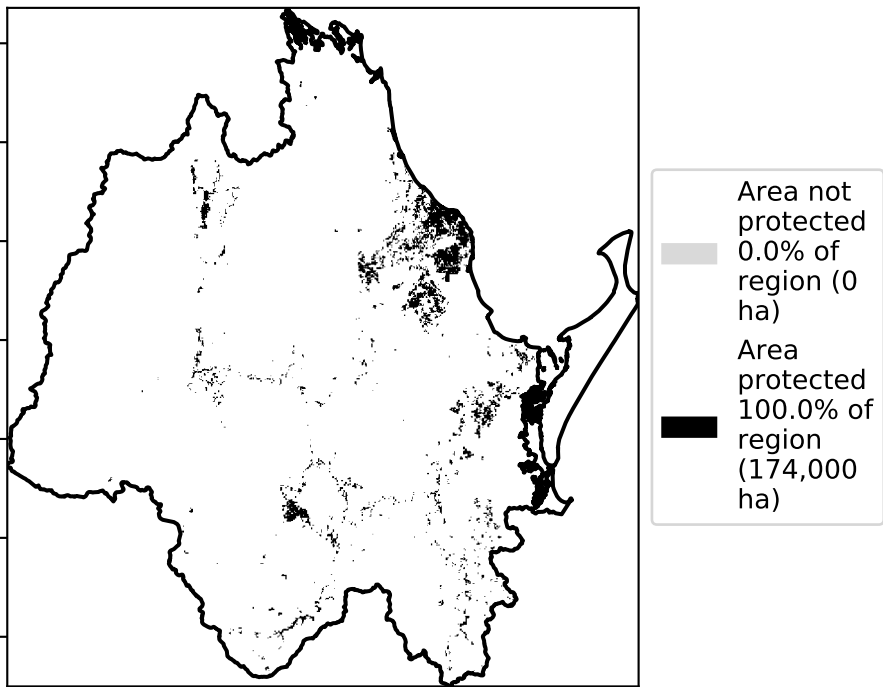 Area not
protected
0.0% of
region (0
ha)
Area
protected
100.0% of
region
(174,000
ha)